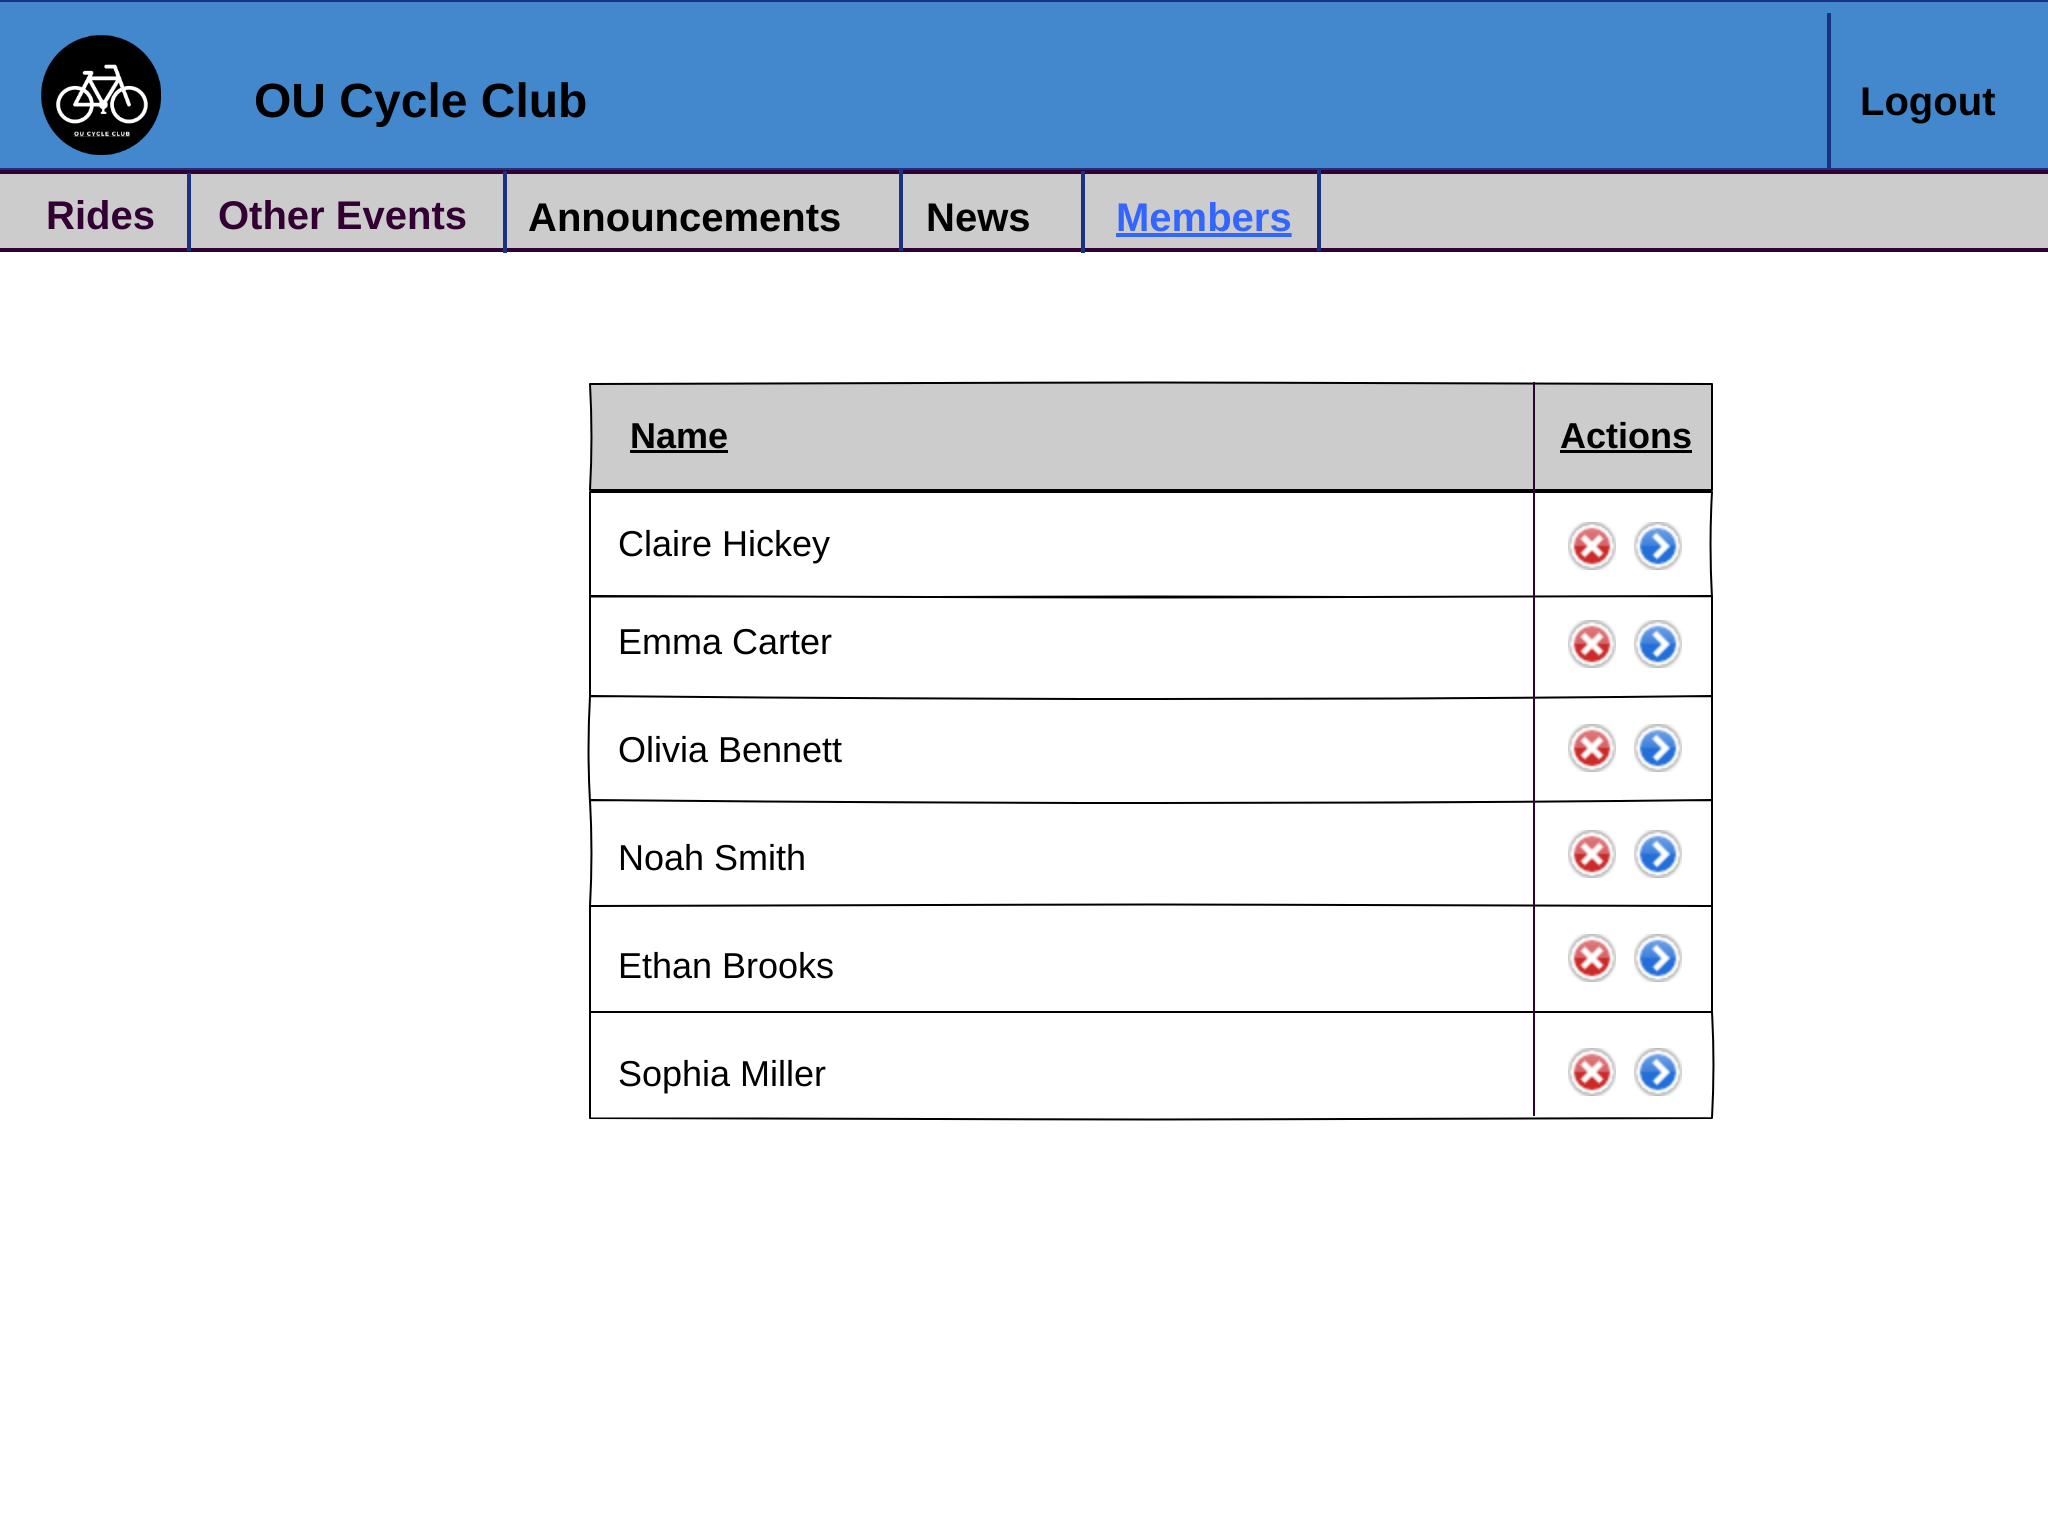 OU CYCLE CLUB
OU Cycle Club
Logout
Rides
Other Events
Announcements
News
Members
Name
Actions
Claire Hickey
Emma Carter
Olivia Bennett
Noah Smith
Ethan Brooks
Sophia Miller